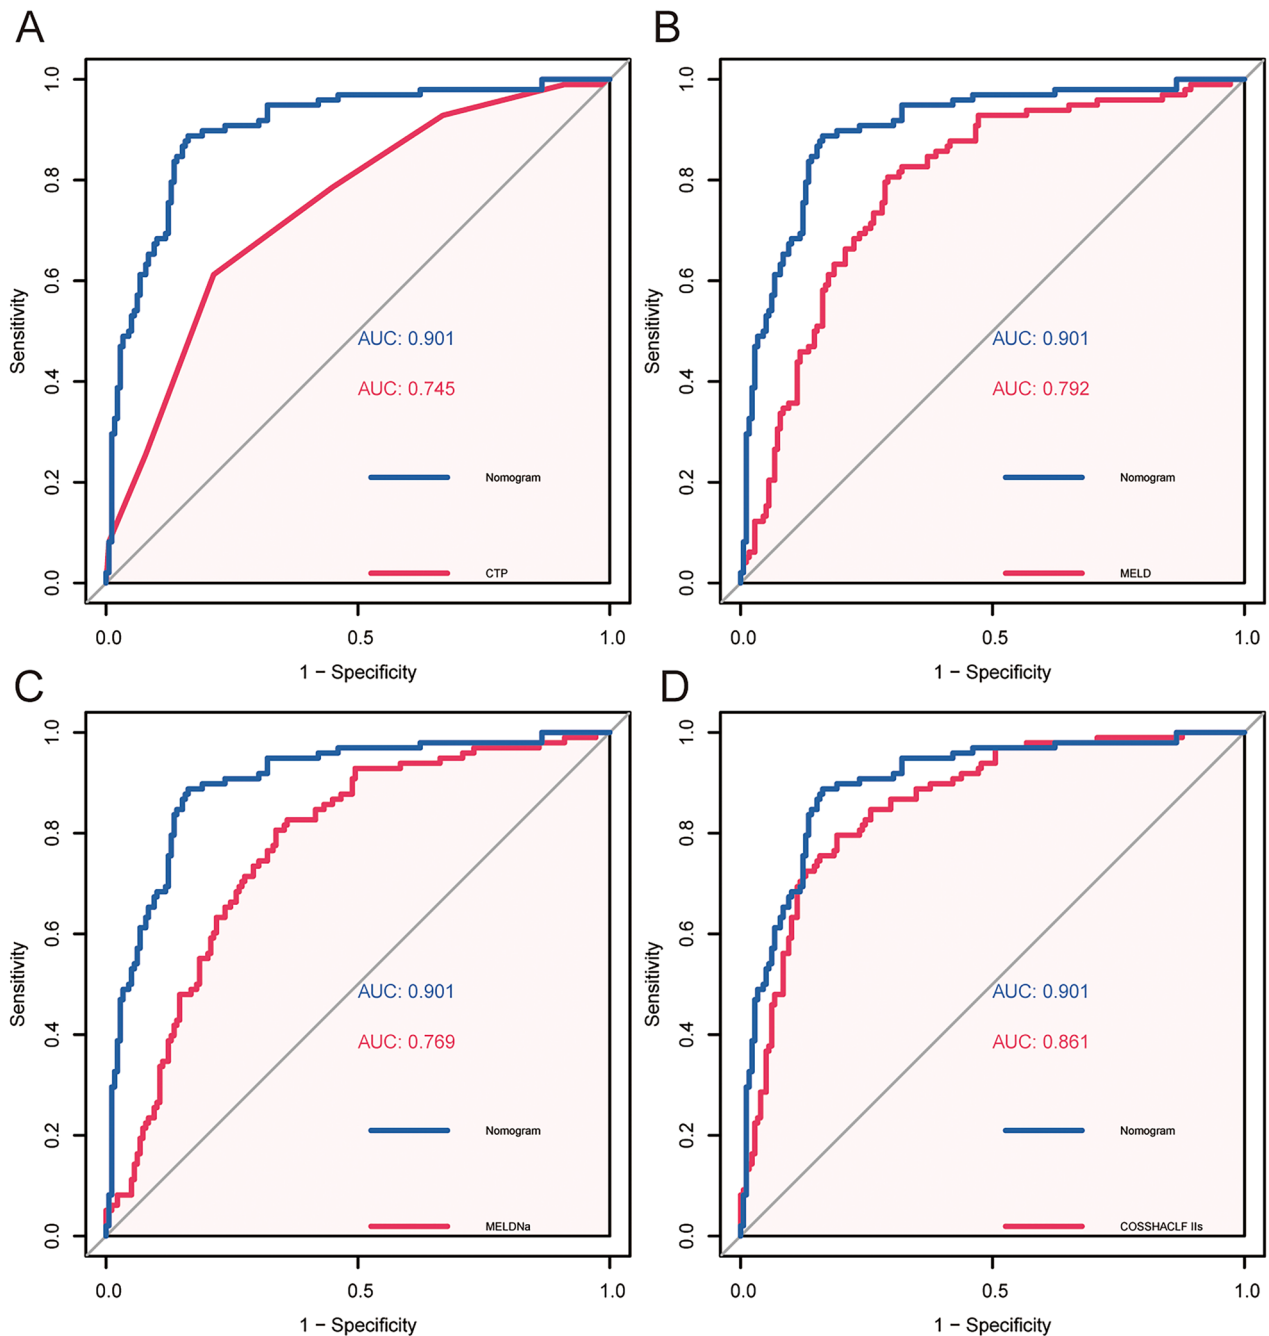 A
Sensitivity
1.0
0.8
0.6
0.4
0.2
0.0
AUC: 0.901
AUC: 0.745
Nomogram
CTP
0.0 0.5 1.0
1 − Specificity
B
Sensitivity
1.0
0.8
0.6
0.4
0.2
0.0
AUC: 0.901
AUC: 0.792
Nomogram
MELD
0.0 0.5 1.0
1 − Specificity
C
Sensitivity
1.0
0.8
0.6
0.4
0.2
0.0
AUC: 0.901
AUC: 0.769
Nomogram
MELDNa
0.0 0.5 1.0
1 − Specificity
D
Sensitivity
1.0
0.8
0.6
0.4
0.2
0.0
AUC: 0.901
AUC: 0.861
Nomogram
COSSHACLF IIs
0.0 0.5 1.0
1 − Specificity